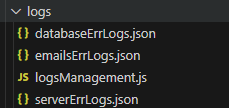 logs
{} databaseErrLogs.json
{} emailsErrLogs.json
JS logsManagement.js
{} serverErrLogs.json